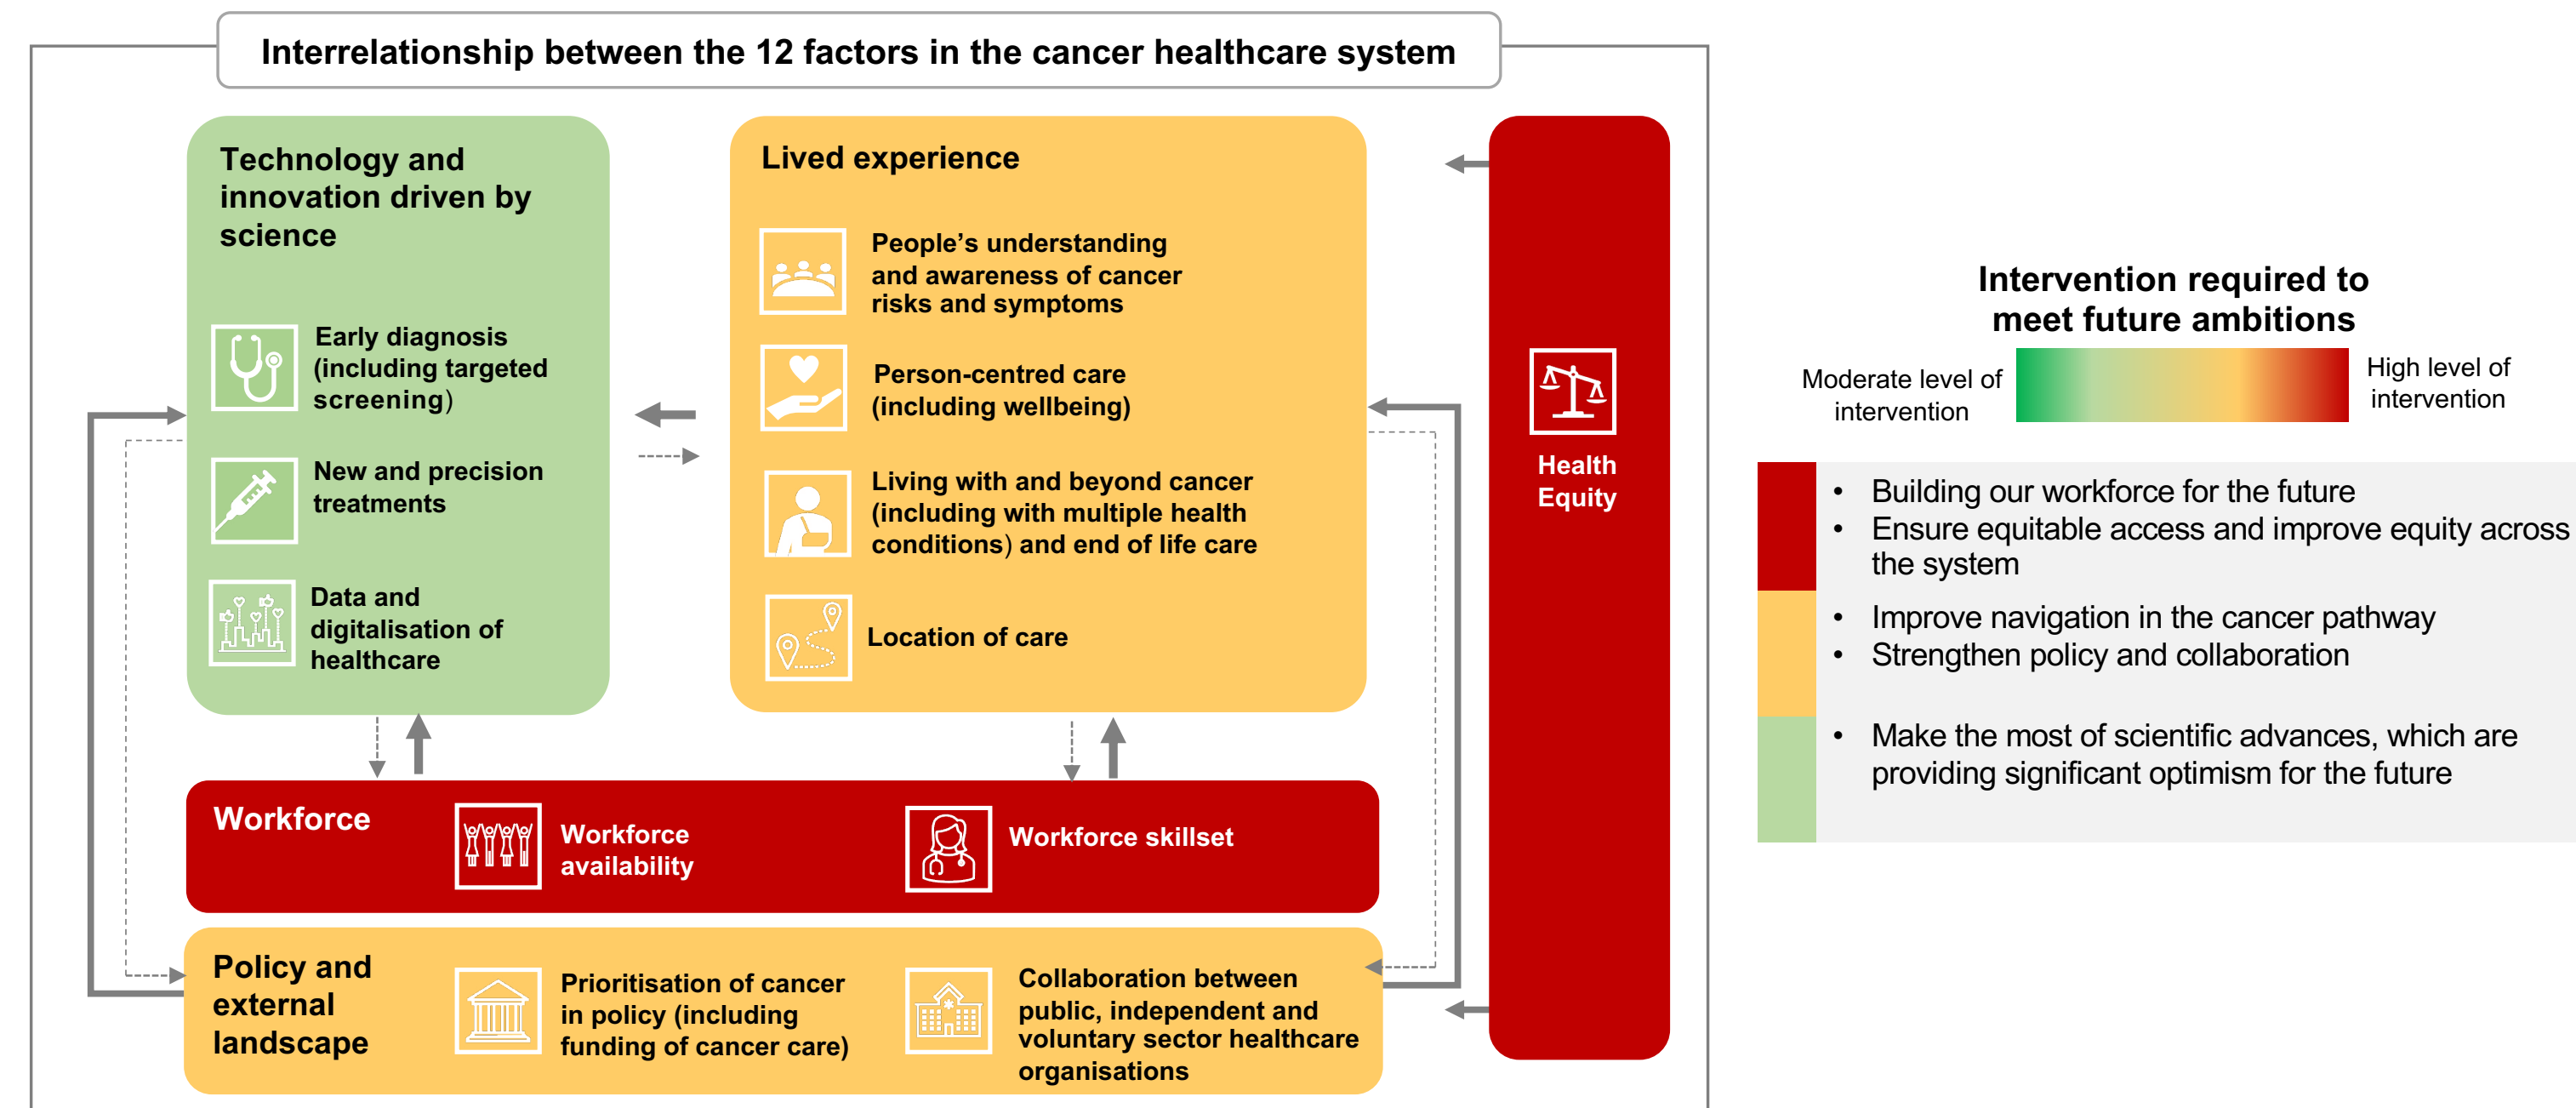 Interrelationship between the 12 factors in the cancer healthcare system
Technology and
innovation driven by
science
Early diagnosis
(including targeted
screening)
New and precision
treatments
Data and
digitalisation of
healthcare
Lived experience
People’s understanding
and awareness of cancer
risks and symptoms
Person-centred care
(including wellbeing)
Living with and beyond cancer
(including with multiple health
conditions) and end of life care
Location of care
Health
Equity
Workforce
Workforce
availability
Workforce skillset
Policy and
external
landscape
Prioritisation of cancer
in policy (including
funding of cancer care)
Collaboration between
public, independent and
voluntary sector healthcare
organisations
Intervention required to
meet future ambitions
Moderate level of
intervention
High level of
intervention
• Building our workforce for the future
• Ensure equitable access and improve equity across
the system
• Improve navigation in the cancer pathway
• Strengthen policy and collaboration
• Make the most of scientific advances, which are
providing significant optimism for the future